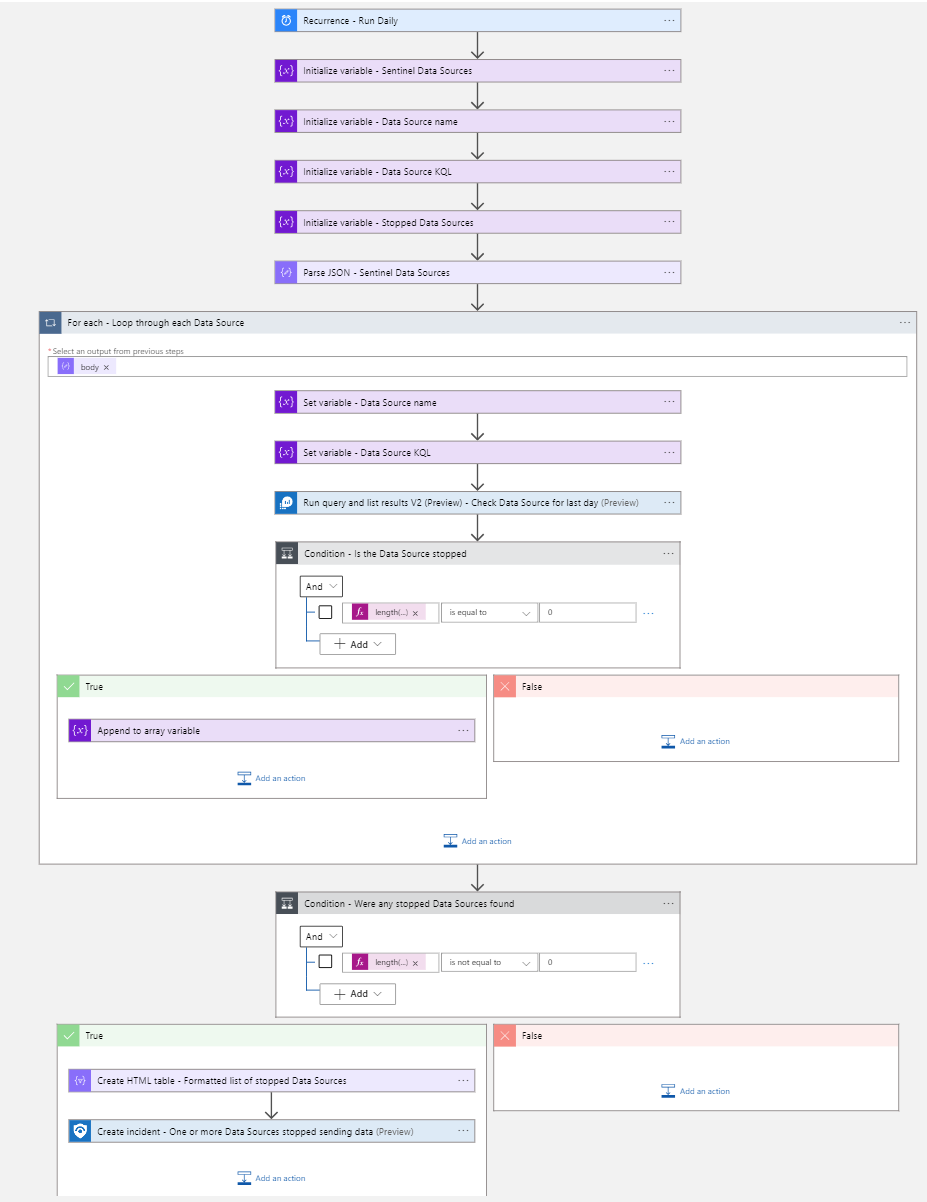 Recurrence - Run Daily
{x} Initialize variable - Sentinel Data Sources
{x} Initialize variable - Data Source name
{x} Initialize variable - Data Source KQL
{x} Initialize variable - Stopped Data Sources
Parse JSON - Sentinel Data Sources
For each - Loop through each Data Source
* Select an output from previous steps
body ×
{x} Set variable - Data Source name
{x} Set variable - Data Source KQL
Run query and list results V2 (Preview) - Check Data Source for last day (Preview)
Condition - Is the Data Source stopped
And
fx length(...) × is equal to 0
Add
True
False
{x} Append to array variable
Add an action
Add an action
Add an action
Condition - Were any stopped Data Sources found
And
fx length(...) × is not equal to 0
Add
True
False
Create HTML table - Formatted list of stopped Data Sources
Add an action
Create incident - One or more Data Sources stopped sending data (Preview)
Add an action